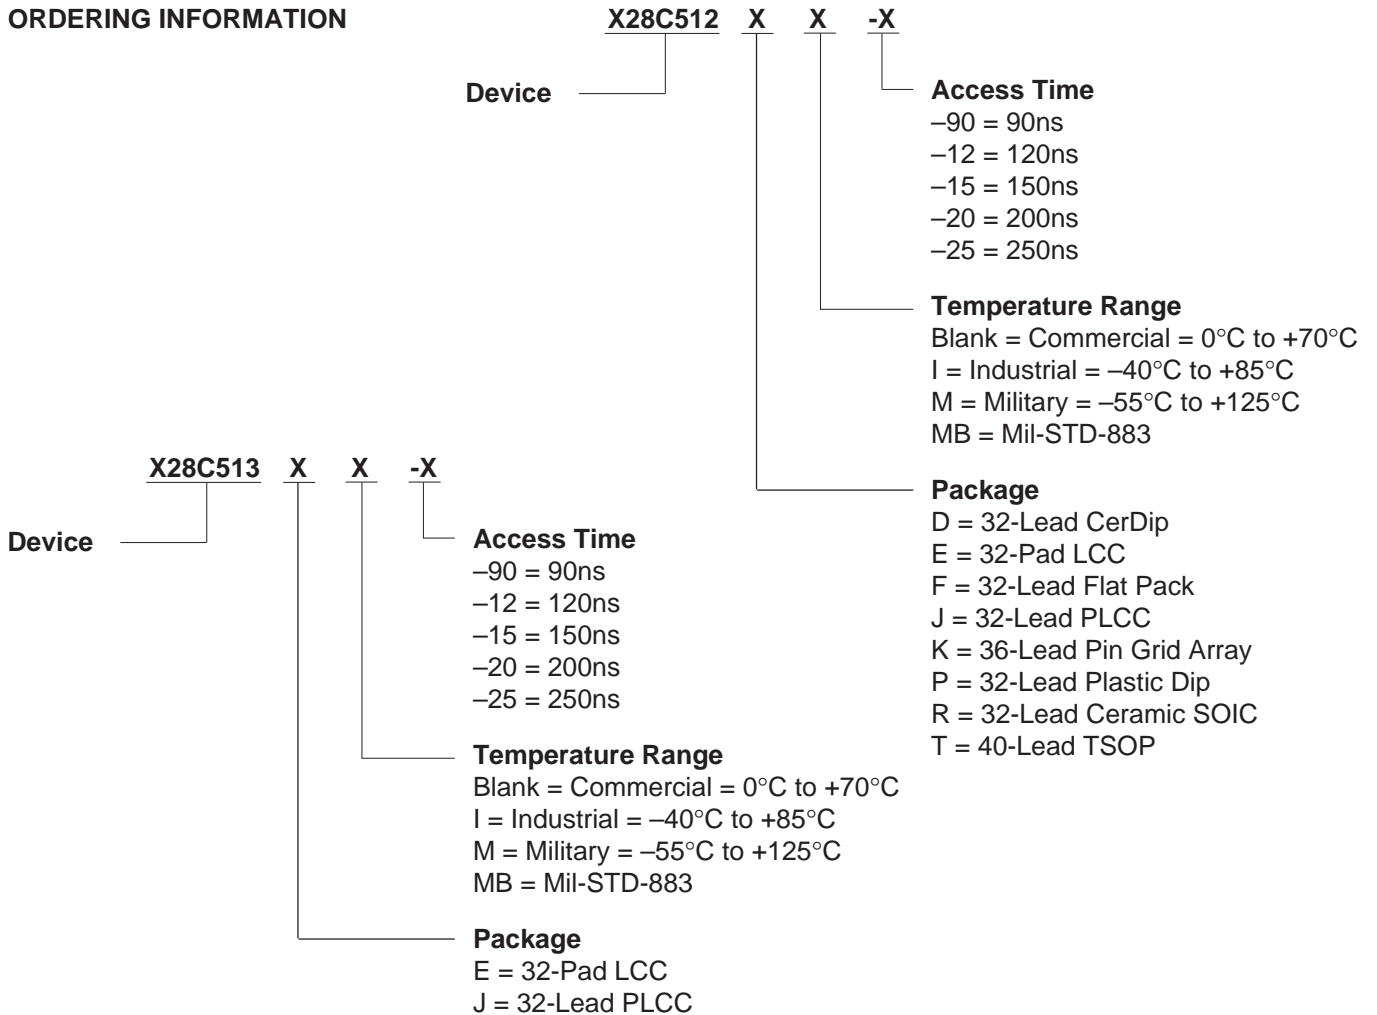 ORDERING INFORMATION
X28C512 X X -X
Device
Access Time
–90 = 90ns
–12 = 120ns
–15 = 150ns
–20 = 200ns
–25 = 250ns
Temperature Range
Blank = Commercial = 0°C to +70°C
I = Industrial = –40°C to +85°C
M = Military = –55°C to +125°C
MB = Mil-STD-883
Package
D = 32-Lead CerDip
E = 32-Pad LCC
F = 32-Lead Flat Pack
J = 32-Lead PLCC
K = 36-Lead Pin Grid Array
P = 32-Lead Plastic Dip
R = 32-Lead Ceramic SOIC
T = 40-Lead TSOP
X28C513 X X -X
Device
Access Time
–90 = 90ns
–12 = 120ns
–15 = 150ns
–20 = 200ns
–25 = 250ns
Temperature Range
Blank = Commercial = 0°C to +70°C
I = Industrial = –40°C to +85°C
M = Military = –55°C to +125°C
MB = Mil-STD-883
Package
E = 32-Pad LCC
J = 32-Lead PLCC